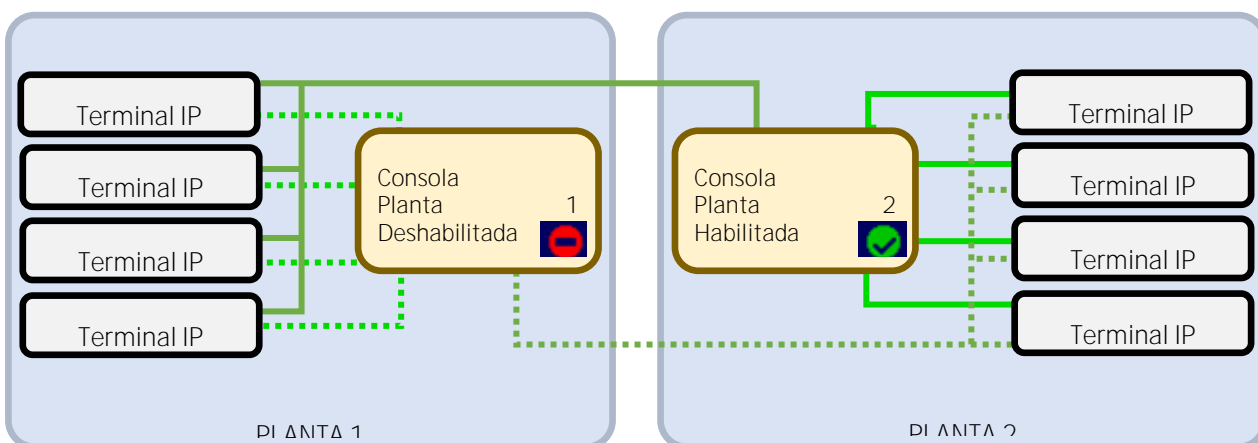 Terminal IP
Terminal IP
Terminal IP
Terminal IP
Consola
Planta 1
Deshabilitada
PLANTA 1
Consola
Planta 2
Habilitada
Terminal IP
Terminal IP
Terminal IP
Terminal IP
PLANTA 2